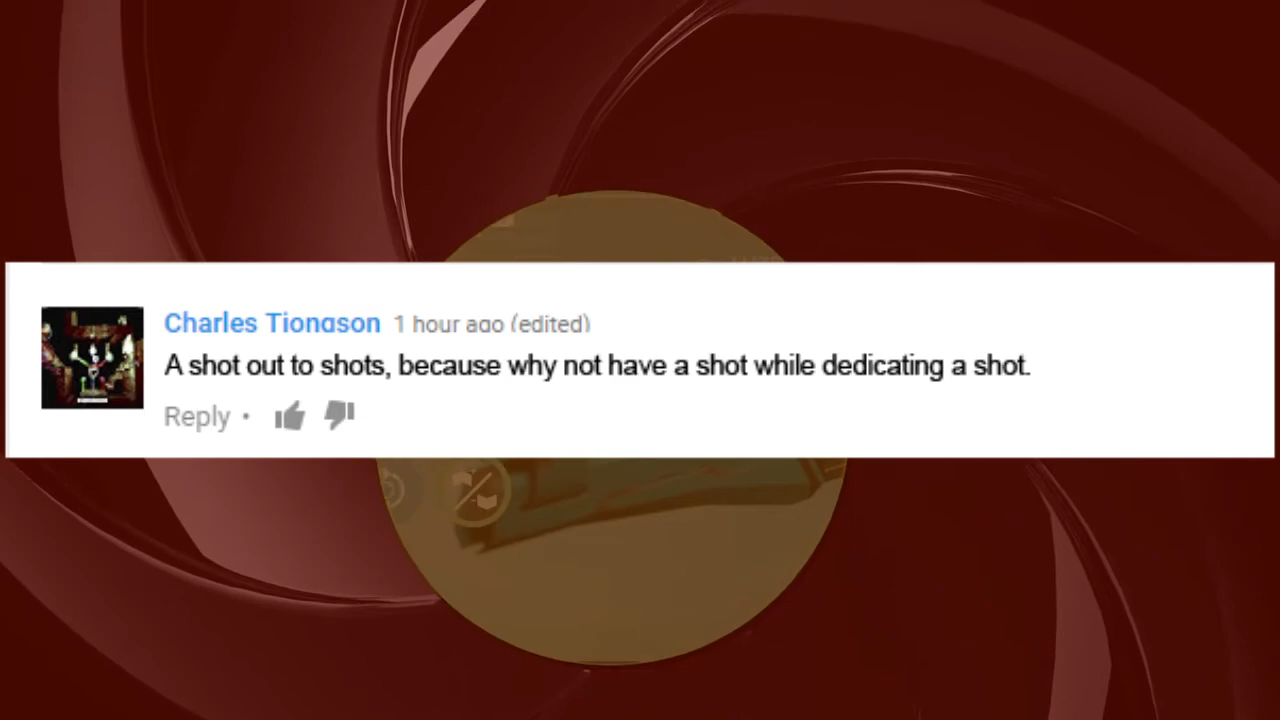 Charles Tiongson 1 hour ago (edited)
A shot out to shots, because why not have a shot while dedicating a shot.
Reply •